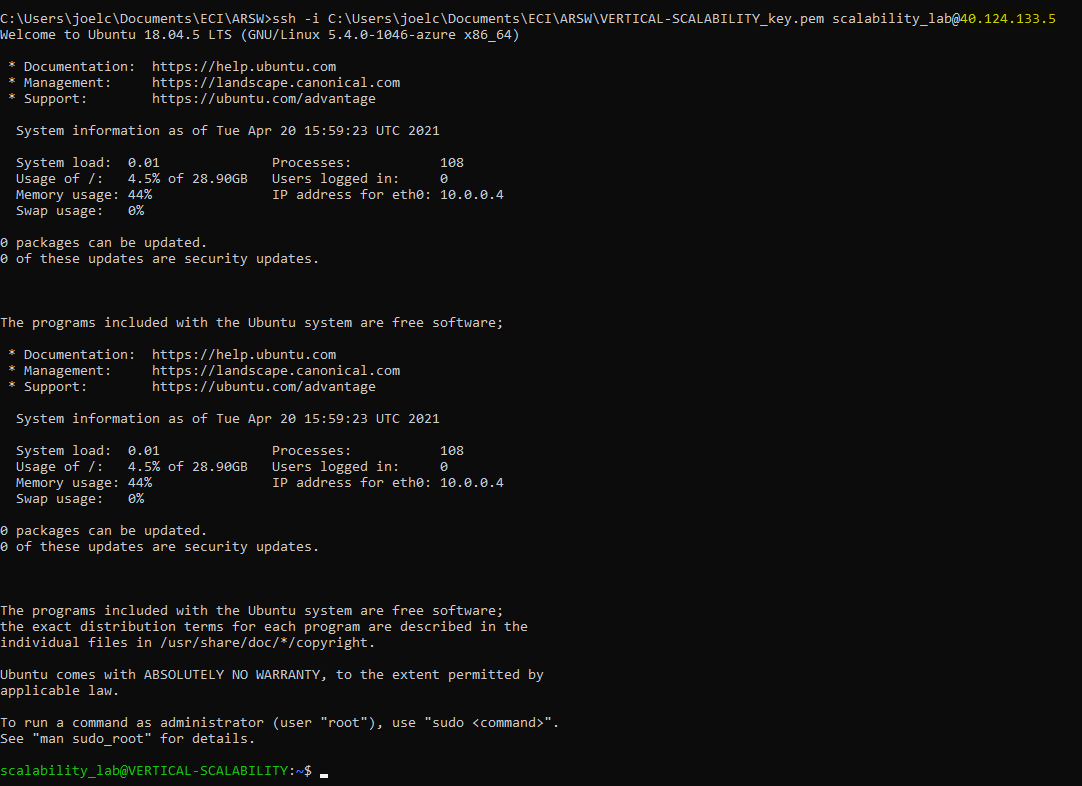 C:\Users\joelc\Documents\ECI\ARSW>ssh -i C:\Users\joelc\Documents\ECI\ARSW\VERTICAL-SCALABILITY_key.pem scalability_lab@40.124.133.5
Welcome to Ubuntu 18.04.5 LTS (GNU/Linux 5.4.0-1046-azure x86_64)

 * Documentation:  https://help.ubuntu.com
 * Management:     https://landscape.canonical.com
 * Support:        https://ubuntu.com/advantage

  System information as of Tue Apr 20 15:59:23 UTC 2021

  System load:  0.01              Processes:           108
  Usage of /:   4.5% of 28.90GB   Users logged in:     0
  Memory usage: 44%               IP address for eth0: 10.0.0.4
  Swap usage:   0%

0 packages can be updated.
0 of these updates are security updates.

The programs included with the Ubuntu system are free software;

 * Documentation:  https://help.ubuntu.com
 * Management:     https://landscape.canonical.com
 * Support:        https://ubuntu.com/advantage

  System information as of Tue Apr 20 15:59:23 UTC 2021

  System load:  0.01              Processes:           108
  Usage of /:   4.5% of 28.90GB   Users logged in:     0
  Memory usage: 44%               IP address for eth0: 10.0.0.4
  Swap usage:   0%

0 packages can be updated.
0 of these updates are security updates.

The programs included with the Ubuntu system are free software;
the exact distribution terms for each program are described in the
individual files in /usr/share/doc/*/copyright.

Ubuntu comes with ABSOLUTELY NO WARRANTY, to the extent permitted by
applicable law.

To run a command as administrator (user "root"), use "sudo <command>".
See "man sudo_root" for details.

scalability_lab@VERTICAL-SCALABILITY:~$